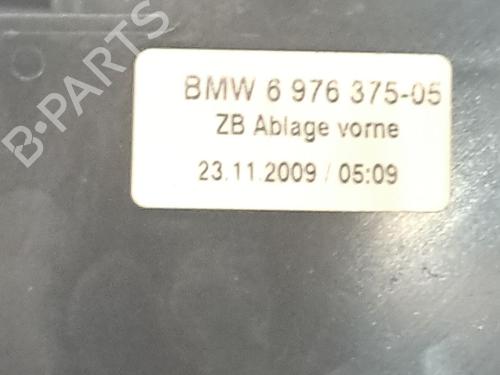 B-PARTS
BMW 6 976 375-05
ZB Ablage vorne
23.11.2009 / 05:09